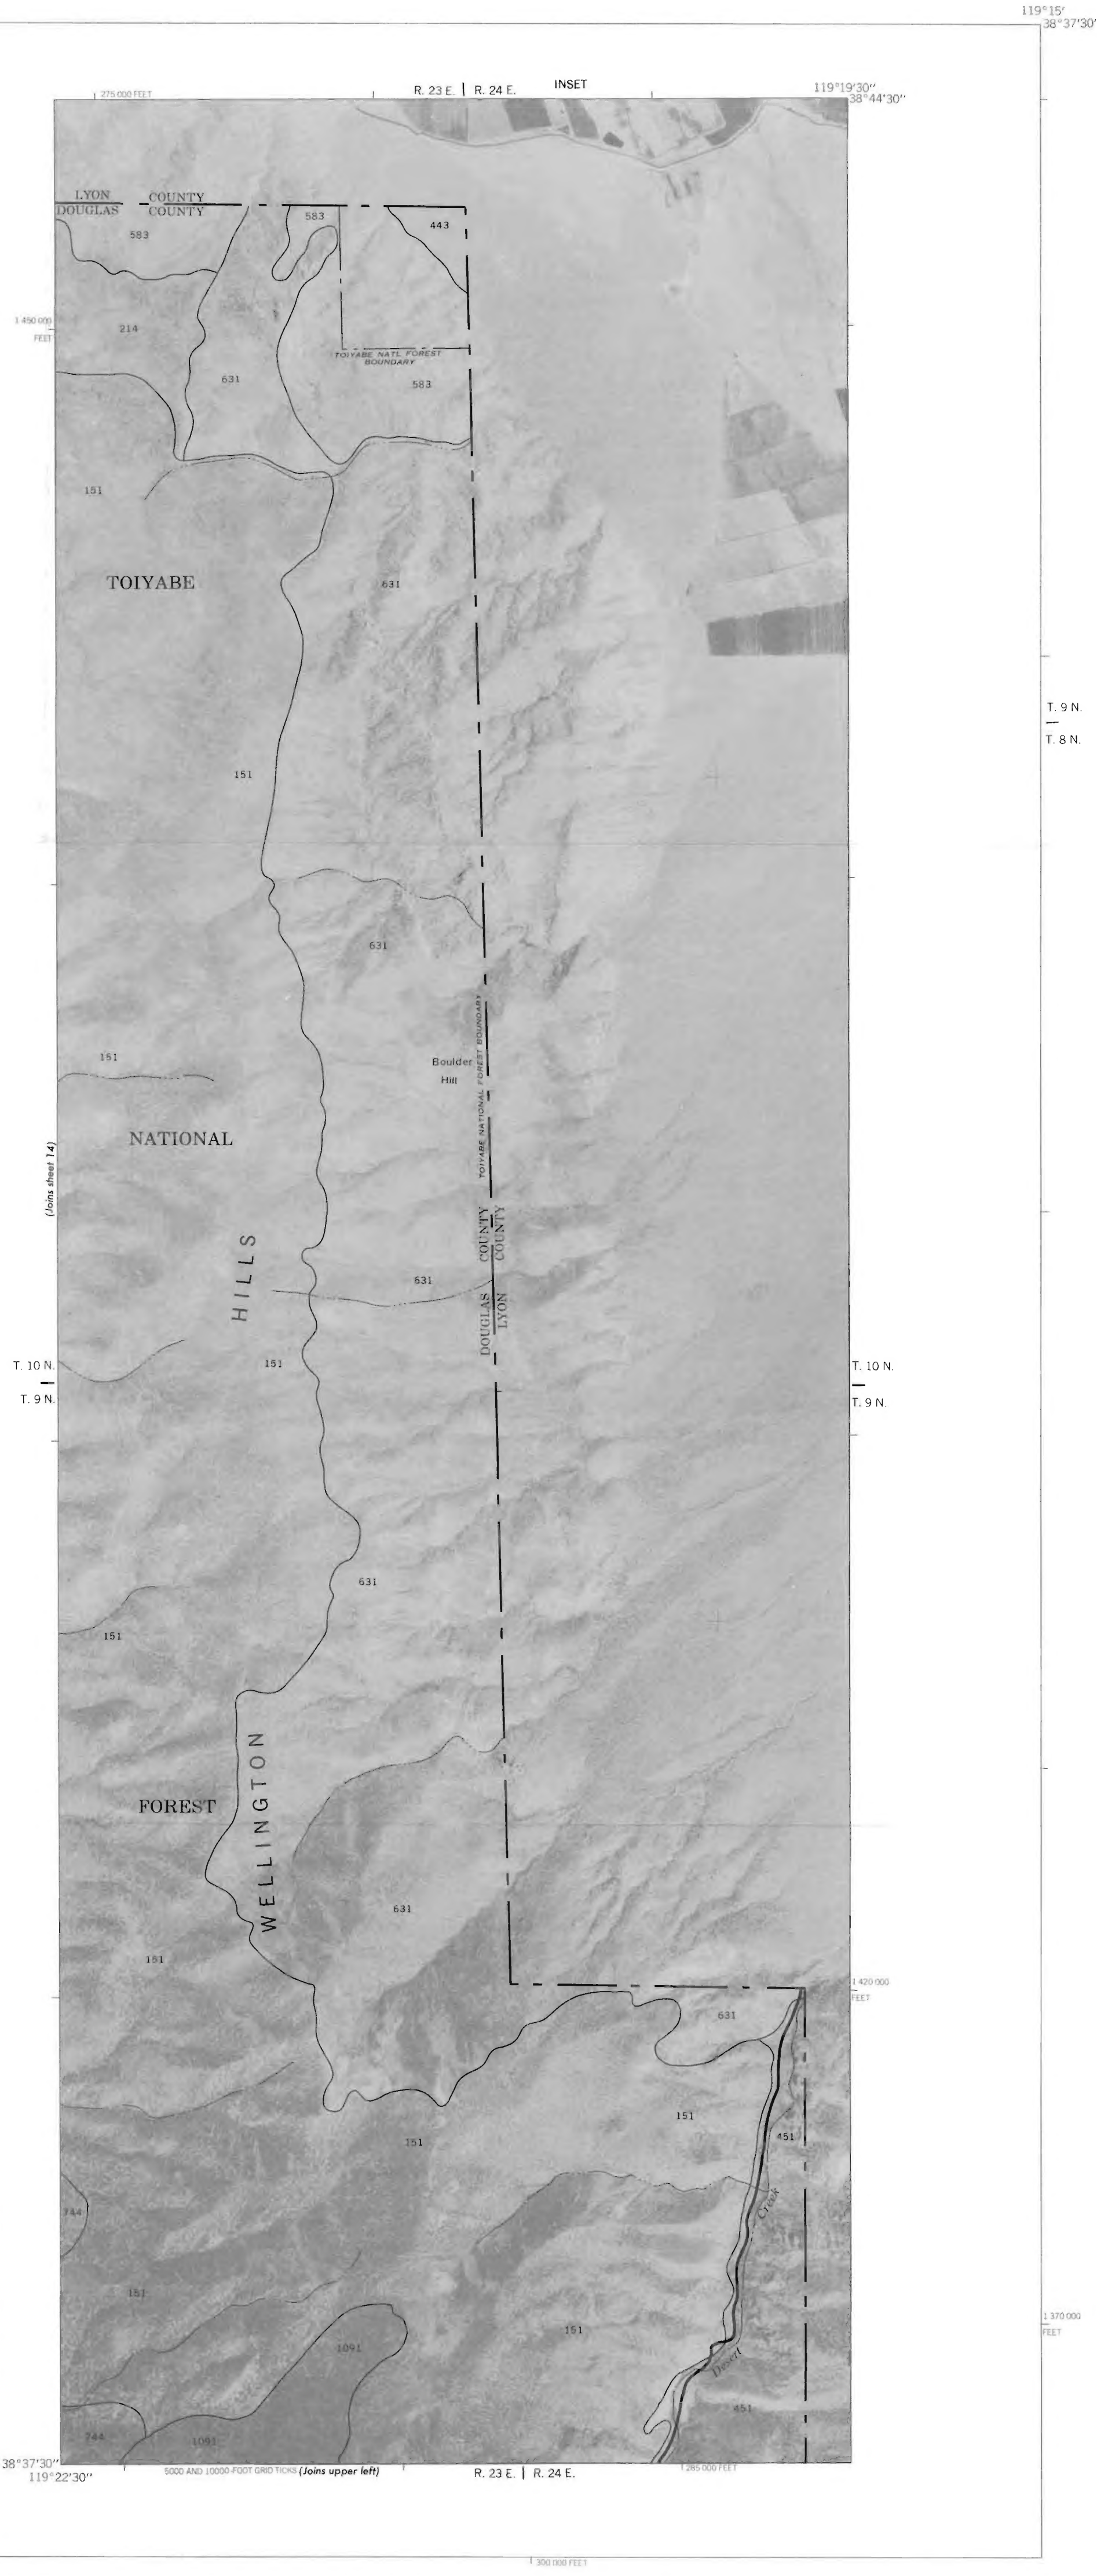 119°15'
38°37'30"
INSET
275 000 FEET
R. 23 E. | R. 24 E.
119°19'30"
38°44'30"
LYON COUNTY
DOUGLAS COUNTY
583
583
443
1 450 000
FEET
214
TOIYABE NATL FOREST
BOUNDARY
631
583
151
TOIYABE
631
T. 9 N.
T. 8 N.
151
631
TOIYABE NATIONAL FOREST BOUNDARY
151
Boulder
Hill
NATIONAL
(Joins sheet 14)
DOUGLAS COUNTY
LYON COUNTY
HILLS
631
151
T. 10 N.
T. 9 N.
T. 10 N.
T. 9 N.
631
151
WELLINGTON
FOREST
631
151
1 420 000
FEET
631
151
451
151
Creek
744
151
1 370 000
FEET
151
1091
Desert
451
744
1091
38°37'30"
119°22'30"
5000 AND 10000-FOOT GRID TICKS (Joins upper left)
R. 23 E. | R. 24 E.
285 000 FEET
300 000 FEET